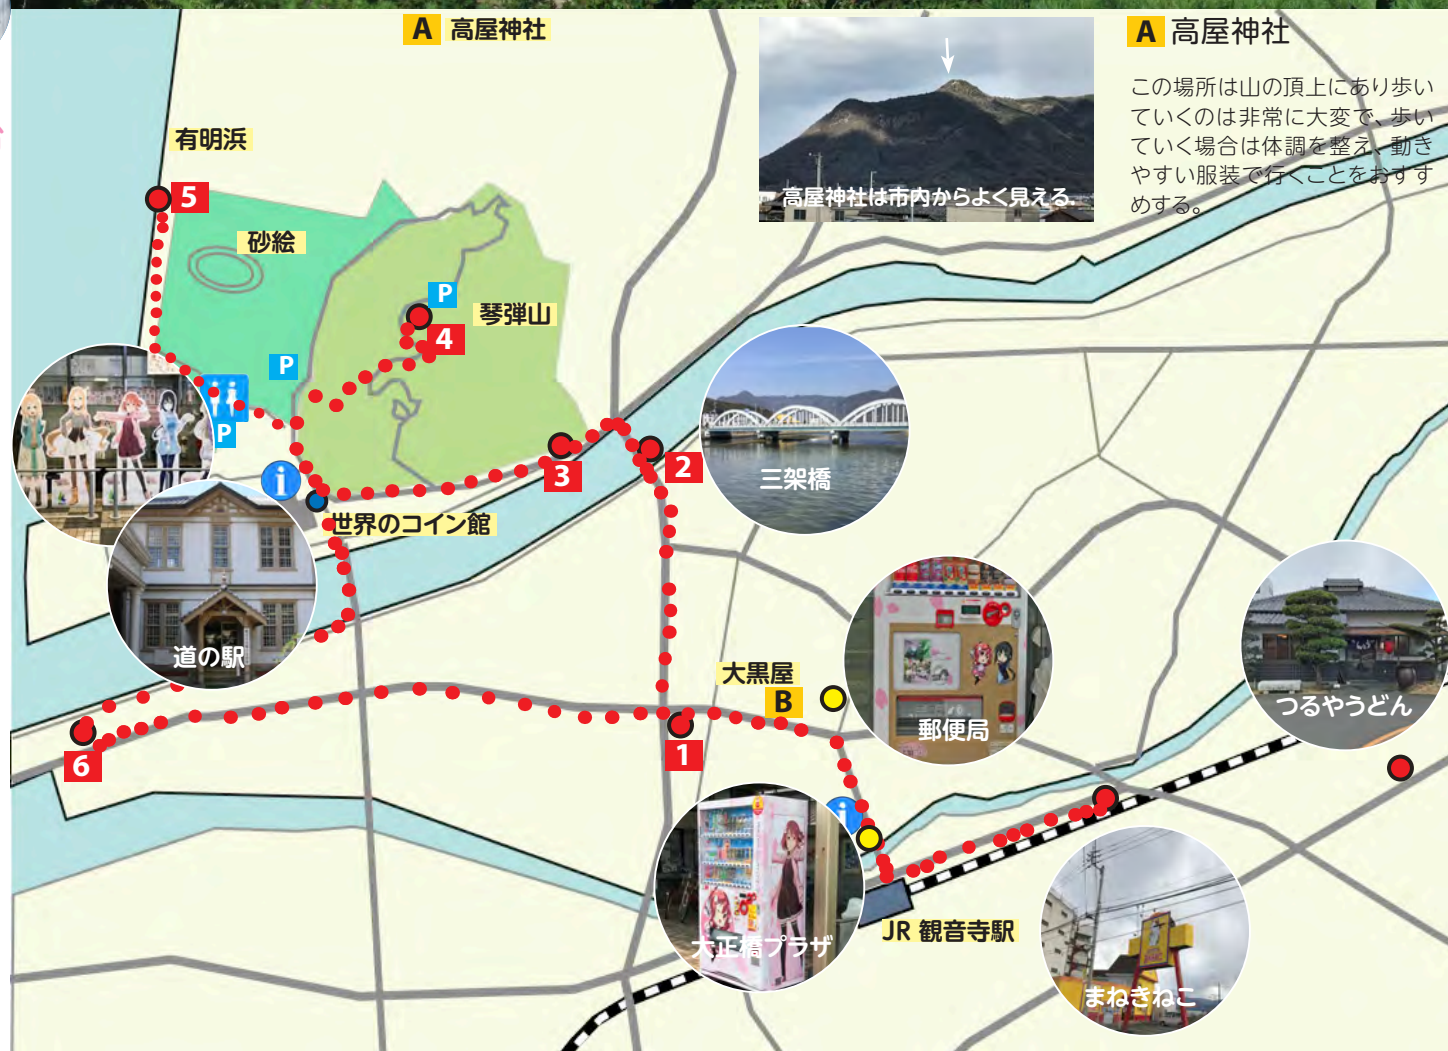 A 高屋神社
有明浜
5
砂絵
P
琴弾山
4
P
P
3
2
世界のコイン館
三架橋
道の駅
大黒屋
B
1
6
郵便局
つるやうどん
大正橋プラザ
JR 観音寺駅
まねきねこ
高屋神社は市内からよく見える.
A 高屋神社
この場所は山の頂上にあり歩い
ていくのは非常に大変で、歩い
ていく場合は体調を整え、動き
やすい服装で行くことをおすす
めする。